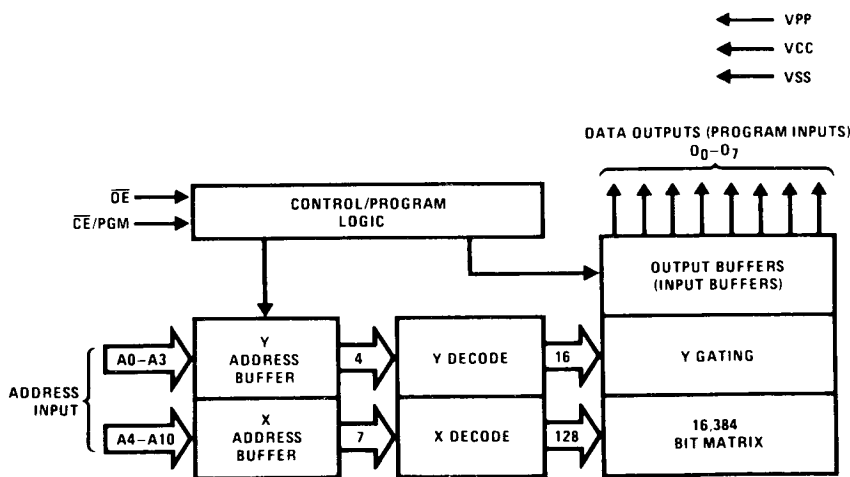 VPP
VCC
VSS
DATA OUTPUTS (PROGRAM INPUTS)
O₀–O₇
OE
CE/PGM
CONTROL/PROGRAM
LOGIC
OUTPUT BUFFERS
(INPUT BUFFERS)
ADDRESS
INPUT
A0–A3
Y
ADDRESS
BUFFER
4
Y DECODE
16
Y GATING
A4–A10
X
ADDRESS
BUFFER
7
X DECODE
128
16,384
BIT MATRIX